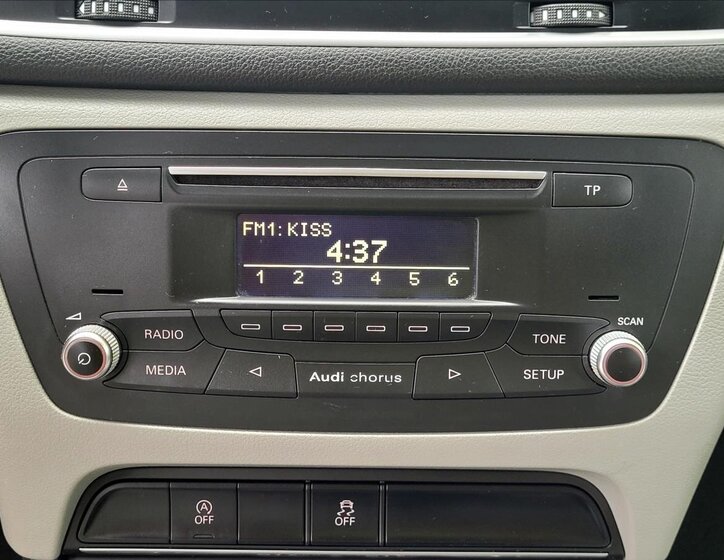 TP
FM1: KISS
4:37
1 2 3 4 5 6
SCAN
RADIO
TONE
MEDIA
Audi chorus
SETUP
A
OFF
OFF